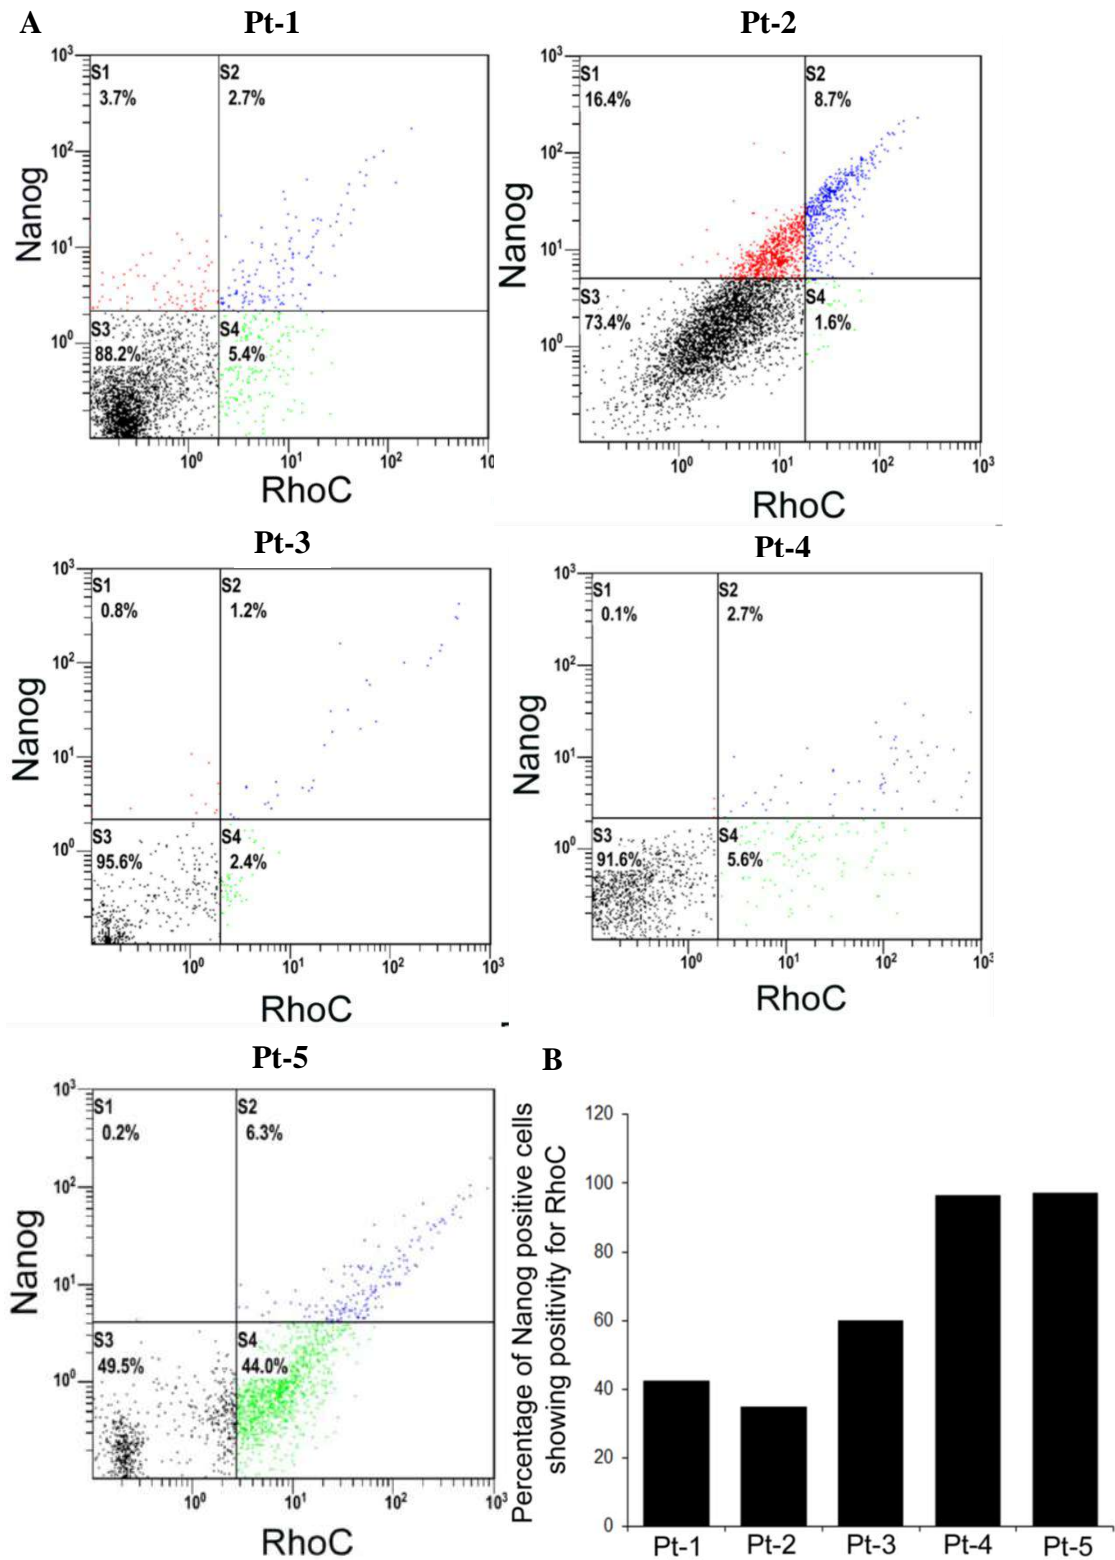 A
Pt-1
Pt-2
10³
S1
3.7%
S2
2.7%
10²
Nanog
10¹
S3
88.2%
S4
5.4%
10⁰
10⁰ 10¹ 10² 10
RhoC
10³
S1
16.4%
S2
8.7%
10²
Nanog
10¹
S3
73.4%
S4
1.6%
10⁰
10⁰ 10¹ 10² 10³
RhoC
Pt-3
Pt-4
10³
S1
0.8%
S2
1.2%
10²
Nanog
10¹
S3
95.6%
S4
2.4%
10⁰
10⁰ 10¹ 10² 10³
RhoC
10³
S1
0.1%
S2
2.7%
10²
Nanog
10¹
S3
91.6%
S4
5.6%
10⁰
10⁰ 10¹ 10² 10³
RhoC
Pt-5
10³
S1
0.2%
S2
6.3%
10²
Nanog
10¹
S3
49.5%
S4
44.0%
10⁰
10⁰ 10¹ 10² 10³
RhoC
B
Percentage of Nanog positive cells
showing positivity for RhoC
120
100
80
60
40
20
0
Pt-1 Pt-2 Pt-3 Pt-4 Pt-5